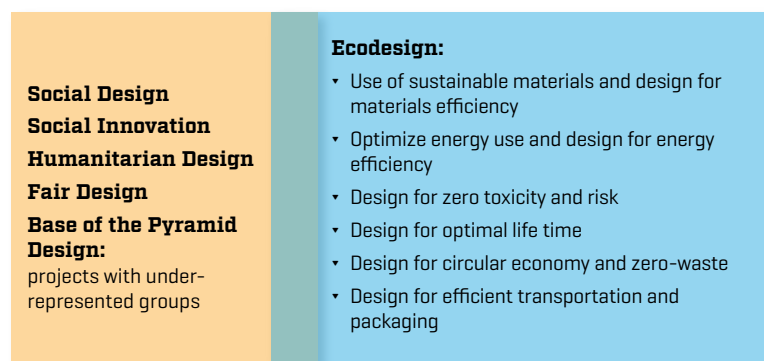 Social Design
Social Innovation
Humanitarian Design
Fair Design
Base of the Pyramid
Design:
projects with under-
represented groups
Ecodesign:
▾ Use of sustainable materials and design for
materials efficiency
▾ Optimize energy use and design for energy
efficiency
▾ Design for zero toxicity and risk
▾ Design for optimal life time
▾ Design for circular economy and zero-waste
▾ Design for efficient transportation and
packaging